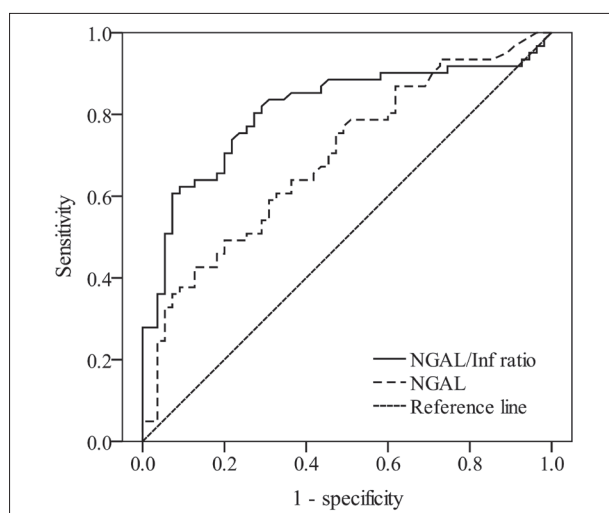 1.0
0.8
0.6
0.4
0.2
0.0
Sensitivity
NGAL/Inf ratio
NGAL
Reference line
0.0 0.2 0.4 0.6 0.8 1.0
1 - specificity